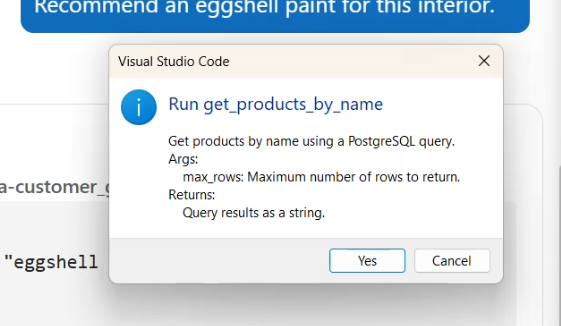 Recommend an eggshell paint for this interior.
Visual Studio Code
Run get_products_by_name
Get products by name using a PostgreSQL query.
Args:
max_rows: Maximum number of rows to return.
Returns:
Query results as a string.
a-customer_
"eggshell
Yes
Cancel